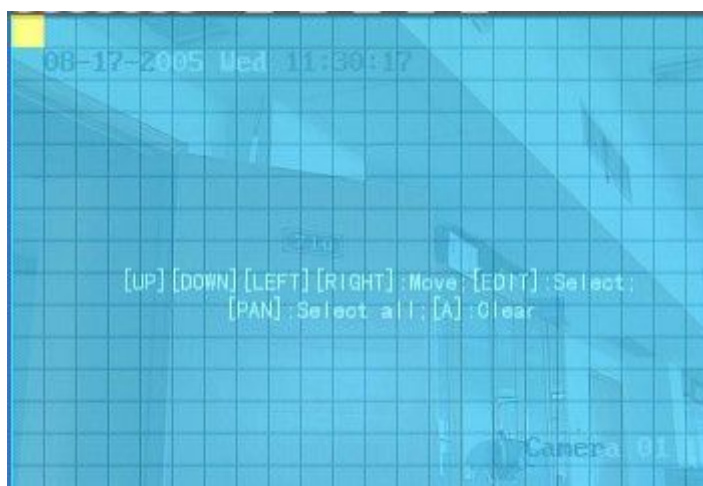 08-17-2005 Wed 11:30:17
[UP][DOWN][LEFT][RIGHT]:Move;[EDIT]:Select;
[PAN]:Select all;[A]:Clear
Camera 01